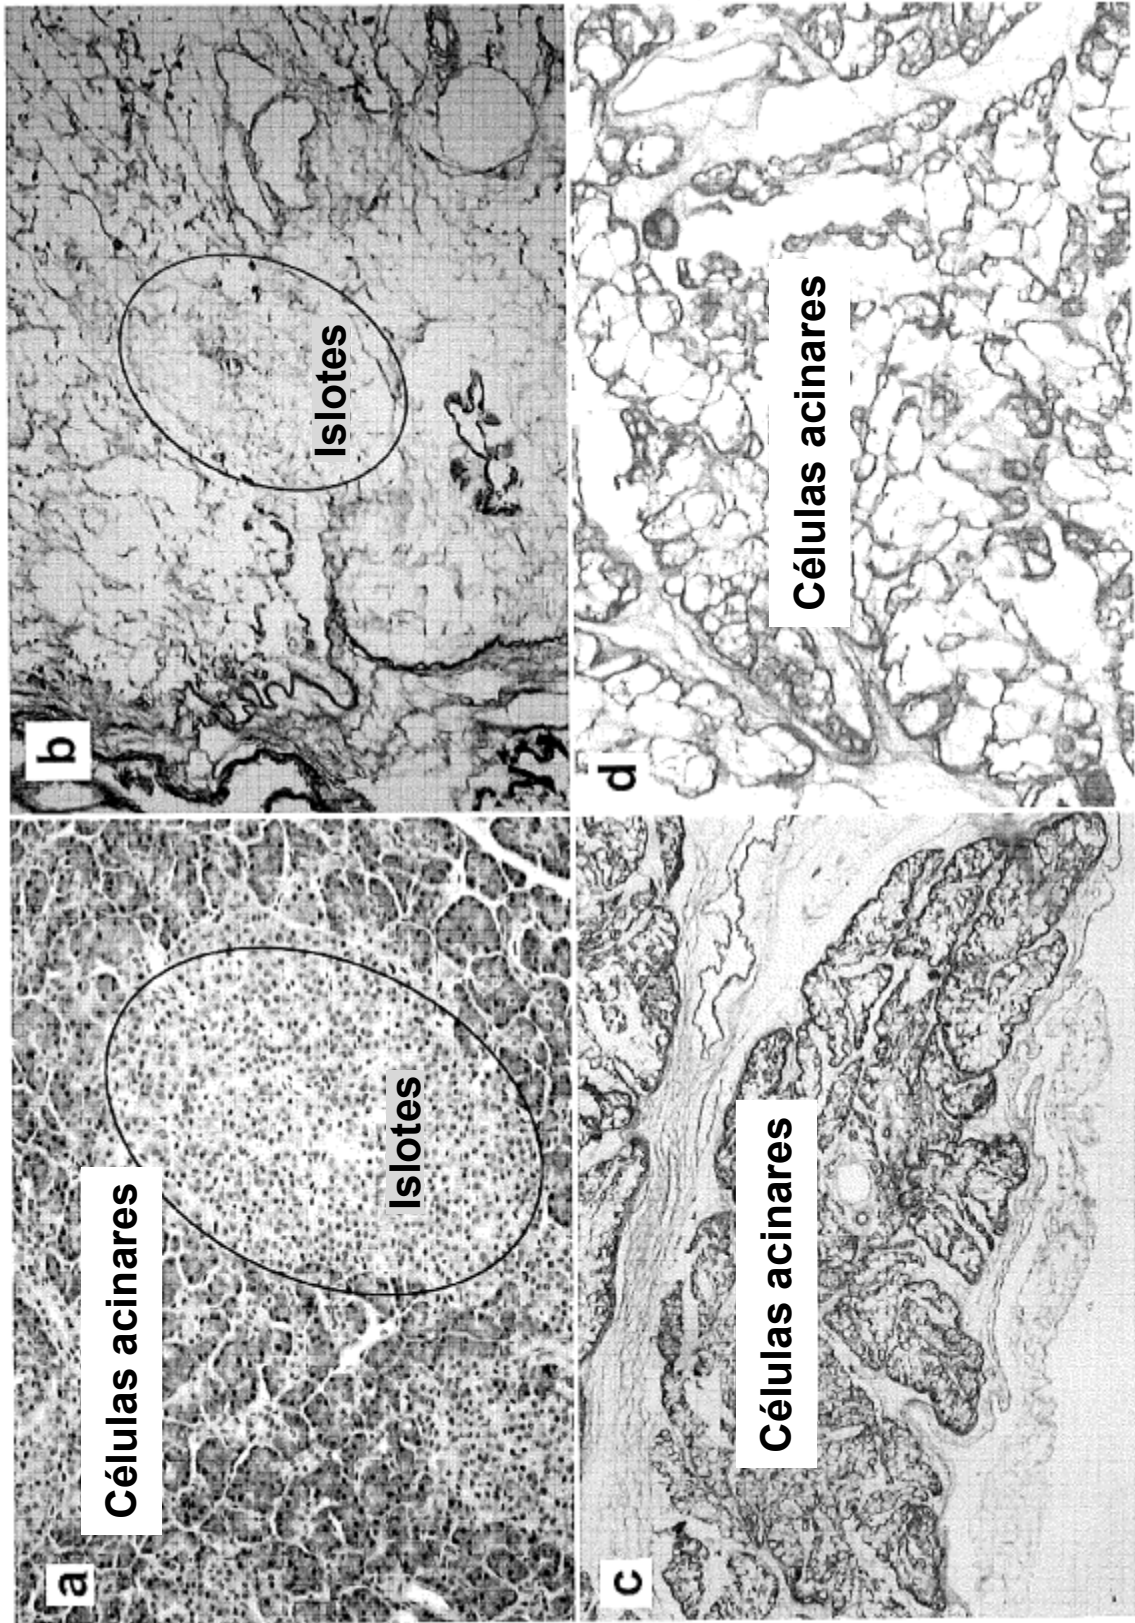 a
Células acinares
Islotes
b
Islotes
c
Células acinares
d
Células acinares